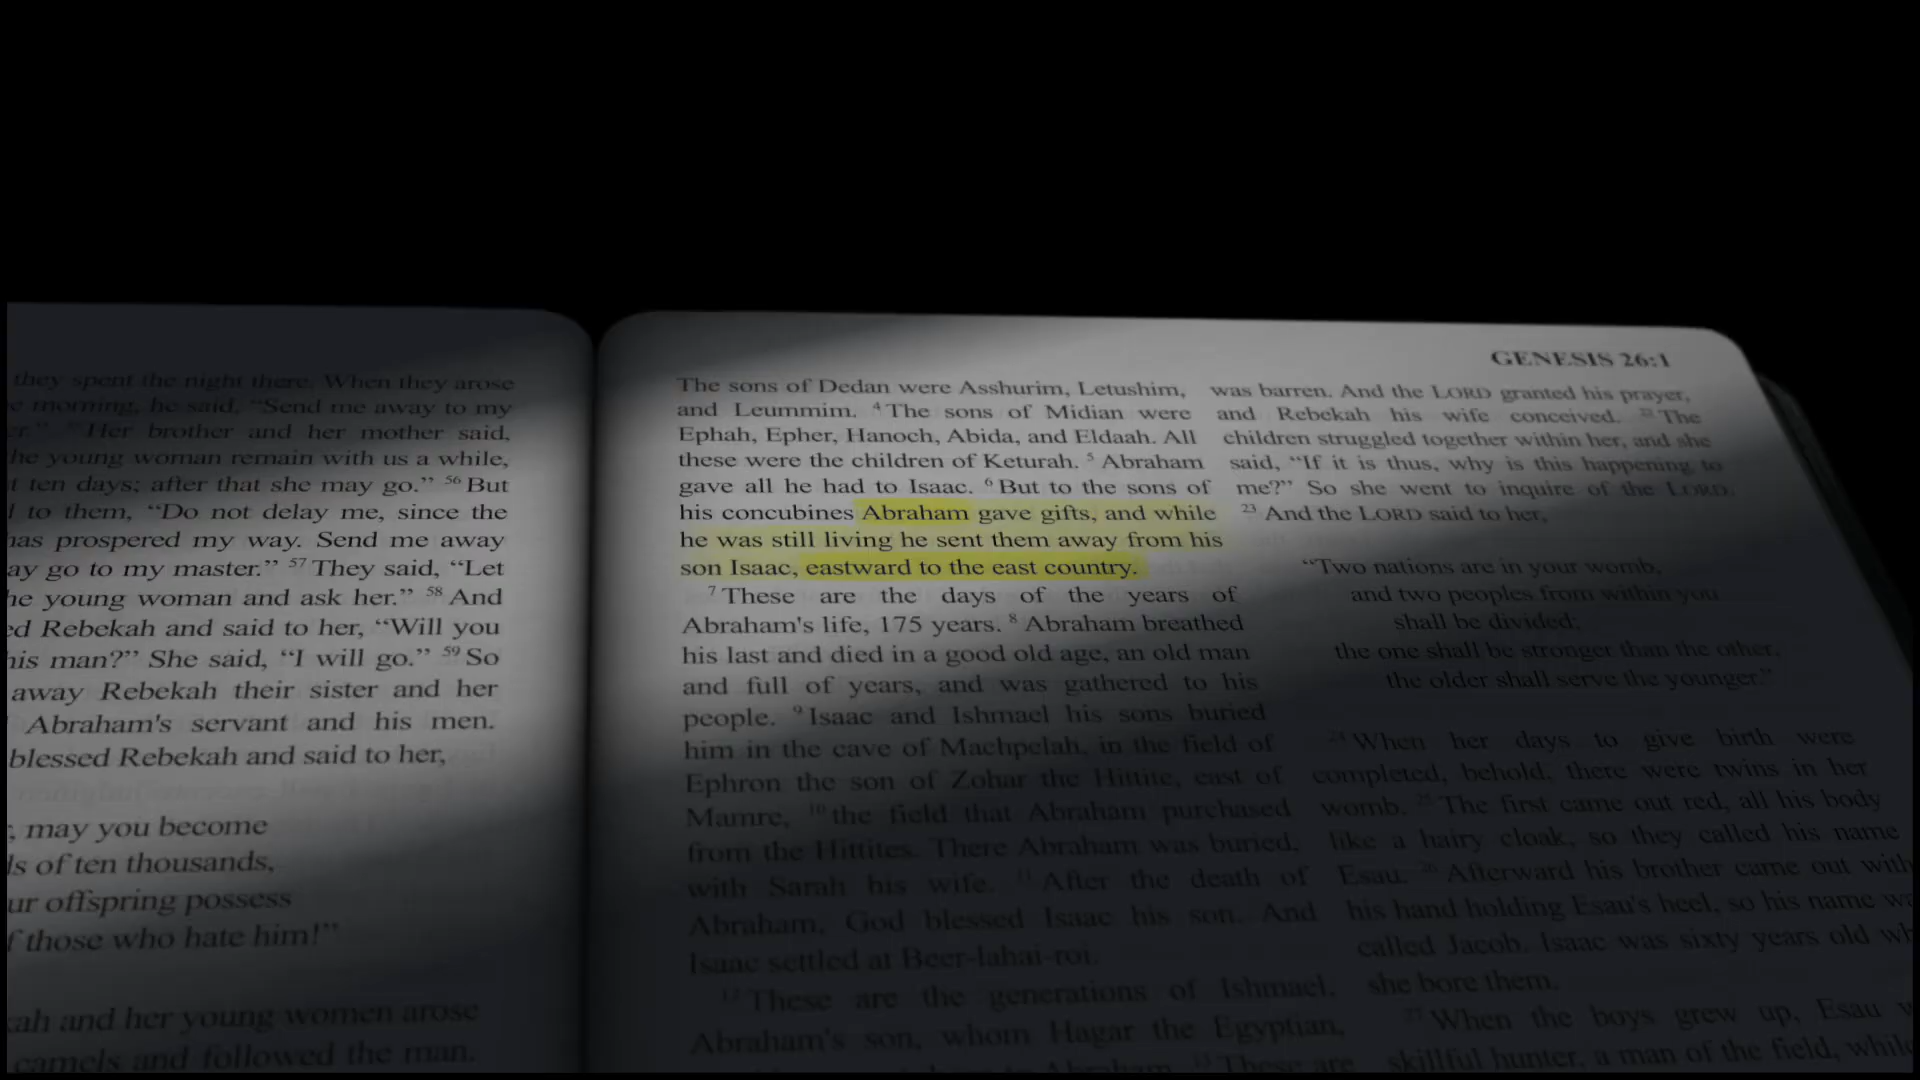 they spent the night there. When they arose
morning, he said, "Send me away to my
Her brother and her mother said,
the young woman remain with us a while,
ten days; after that she may go." 56 But
to them, "Do not delay me, since the
has prospered my way. Send me away
go to my master." 57 They said, "Let
young woman and ask her." 58 And
Rebekah and said to her, "Will you
this man?" She said, "I will go." 59 So
away Rebekah their sister and her
Abraham's servant and his men.
blessed Rebekah and said to her,
, may you become
of ten thousands,
offspring possess
those who hate him!"
and her young women arose
camels and followed the man.
GENESIS 26:1
The sons of Dedan were Asshurim, Letushim,
and Leummim. 4 The sons of Midian were
Ephah, Epher, Hanoch, Abida, and Eldaah. All
these were the children of Keturah. 5 Abraham
gave all he had to Isaac. 6 But to the sons of
his concubines Abraham gave gifts, and while
he was still living he sent them away from his
son Isaac, eastward to the east country.
7 These are the days of the years of
Abraham's life, 175 years. 8 Abraham breathed
his last and died in a good old age, an old man
and full of years, and was gathered to his
people. 9 Isaac and Ishmael his sons buried
him in the cave of Machpelah, in the field of
Ephron the son of Zohar the Hittite, east of
Mamre, 10 the field that Abraham purchased
from the Hittites. There Abraham was buried,
with Sarah his wife. 11 After the death of
Abraham, God blessed Isaac his son. And
Isaac settled at Beer-lahai-roi.
12 These are the generations of Ishmael,
Abraham's son, whom Hagar the Egyptian,
Abraham. 13 These are
was barren. And the LORD granted his prayer,
and Rebekah his wife conceived. 22 The
children struggled together within her, and she
said, "If it is thus, why is this happening to
me?" So she went to inquire of the LORD.
23 And the LORD said to her,
"Two nations are in your womb,
and two peoples from within you
shall be divided;
the one shall be stronger than the other,
the older shall serve the younger."
24 When her days to give birth were
completed, behold, there were twins in her
womb. 25 The first came out red, all his body
like a hairy cloak, so they called his name
Esau. 26 Afterward his brother came out with
his hand holding Esau's heel, so his name
called Jacob. Isaac was sixty years old
she bore them.
27 When the boys grew up, Esau
skillful hunter, a man of the field, while